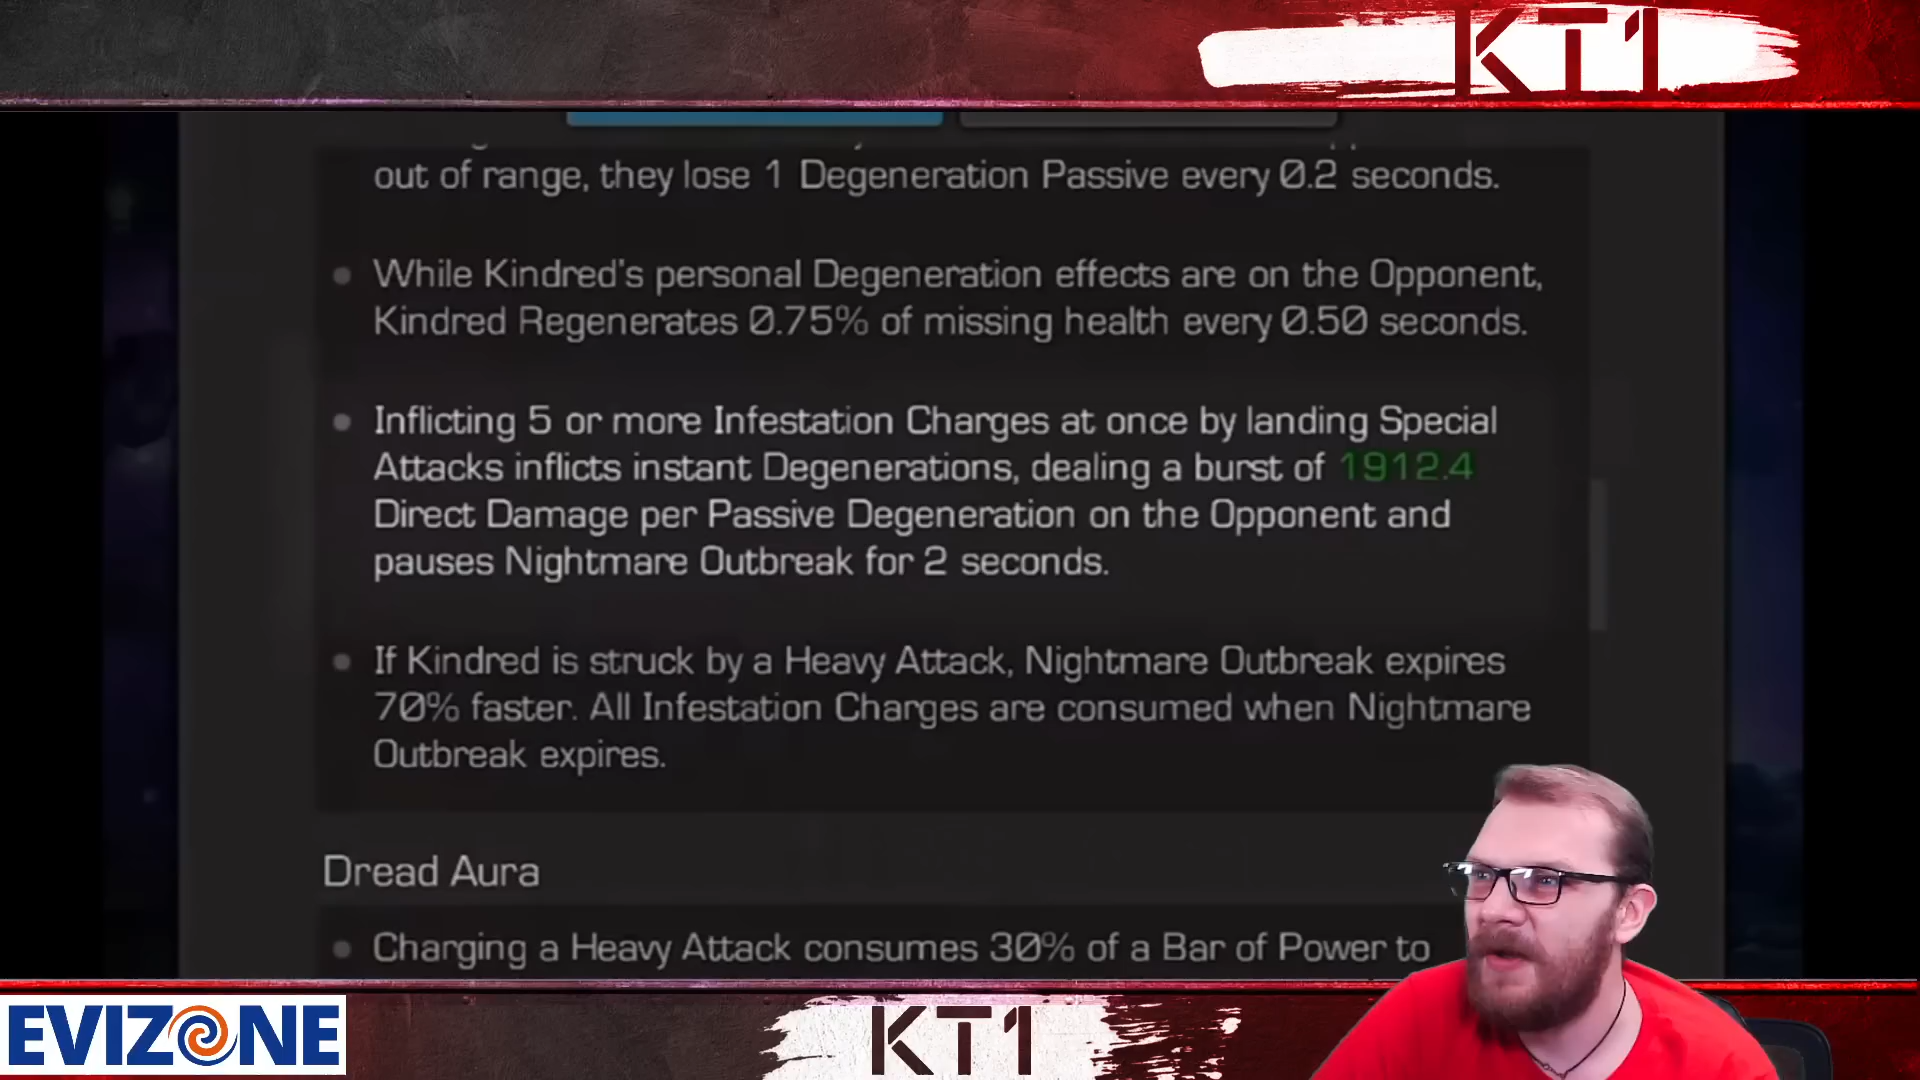 KT1
out of range, they lose 1 Degeneration Passive every 0.2 seconds.
While Kindred's personal Degeneration effects are on the Opponent,
Kindred Regenerates 0.75% of missing health every 0.50 seconds.
Inflicting 5 or more Infestation Charges at once by landing Special
Attacks inflicts instant Degenerations, dealing a burst of 1912.4
Direct Damage per Passive Degeneration on the Opponent and
pauses Nightmare Outbreak for 2 seconds.
If Kindred is struck by a Heavy Attack, Nightmare Outbreak expires
70% faster. All Infestation Charges are consumed when Nightmare
Outbreak expires.
Dread Aura
Charging a Heavy Attack consumes 30% of a Bar of Power to
EVIZONE
KT1